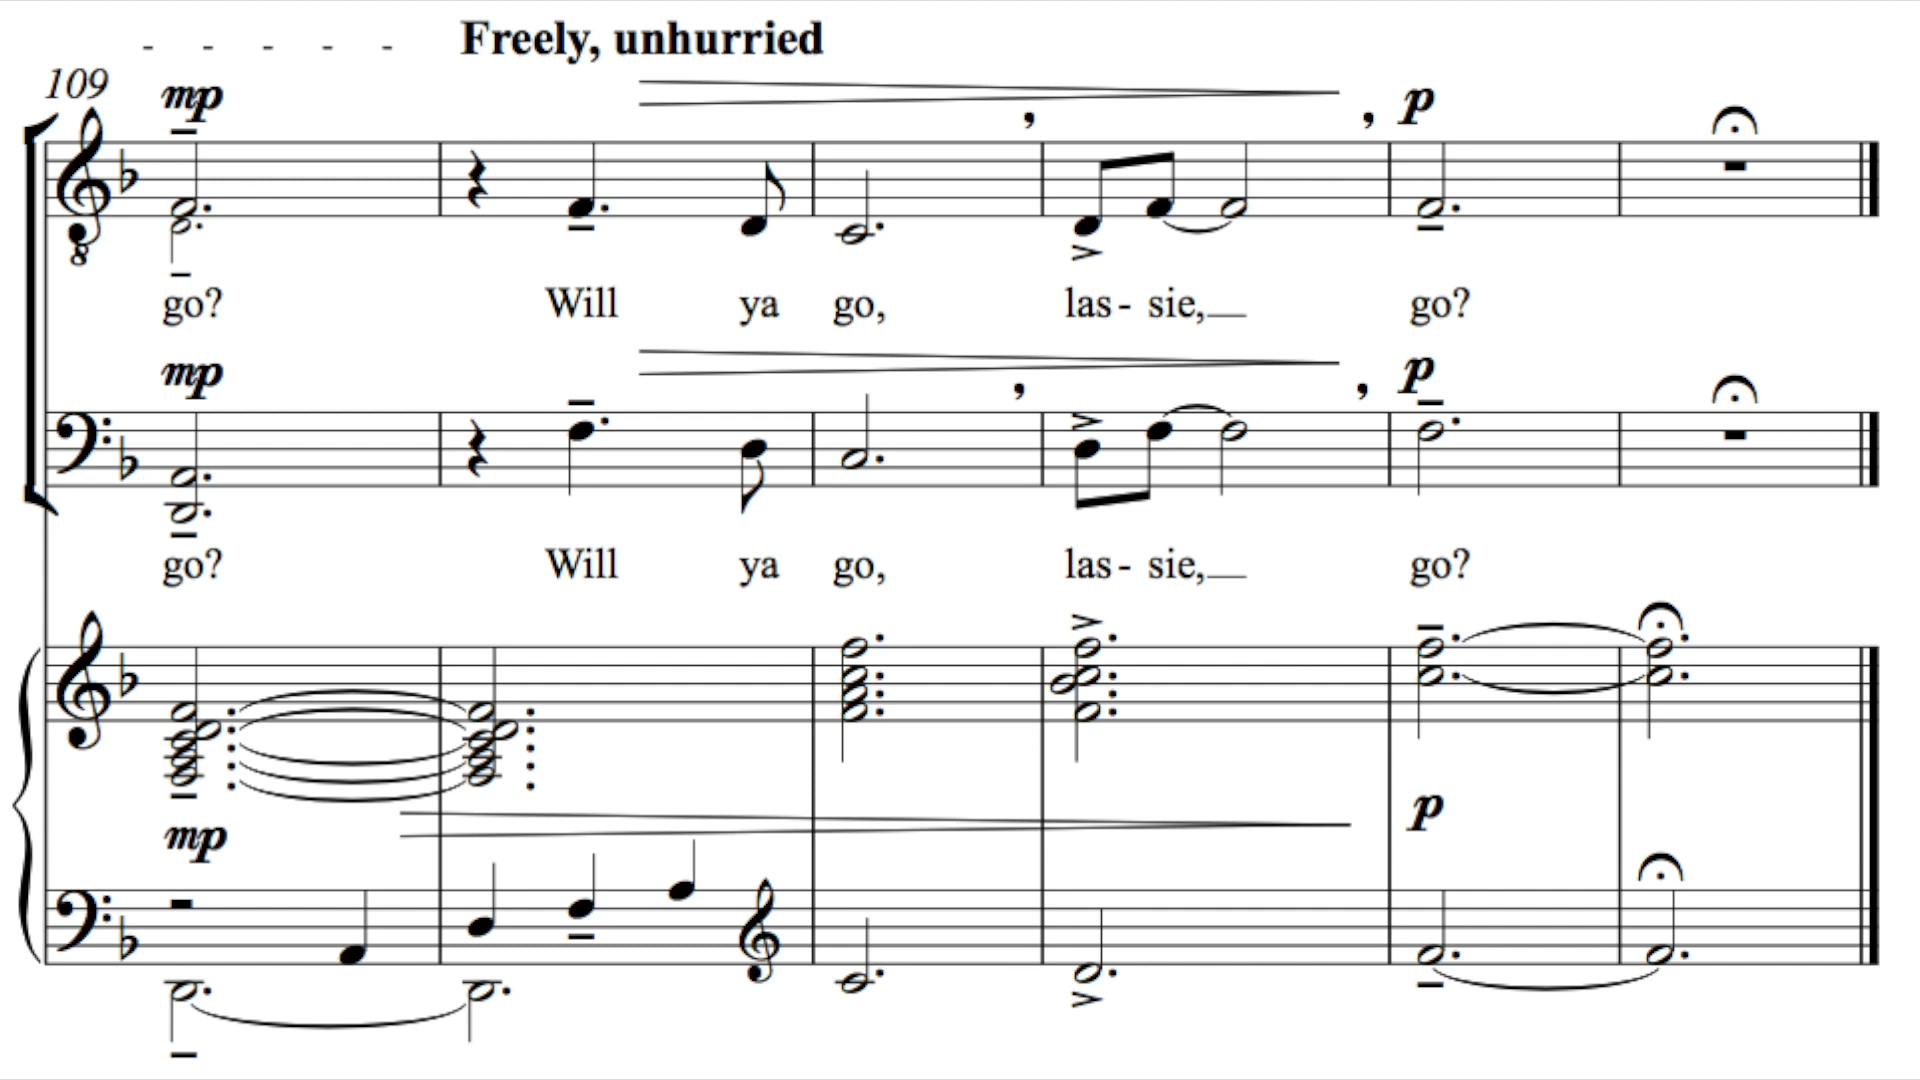 Freely, unhurried
109
mp
p
8
go? Will ya go, las- sie, go?
mp
p
go? Will ya go, las- sie, go?
mp
p